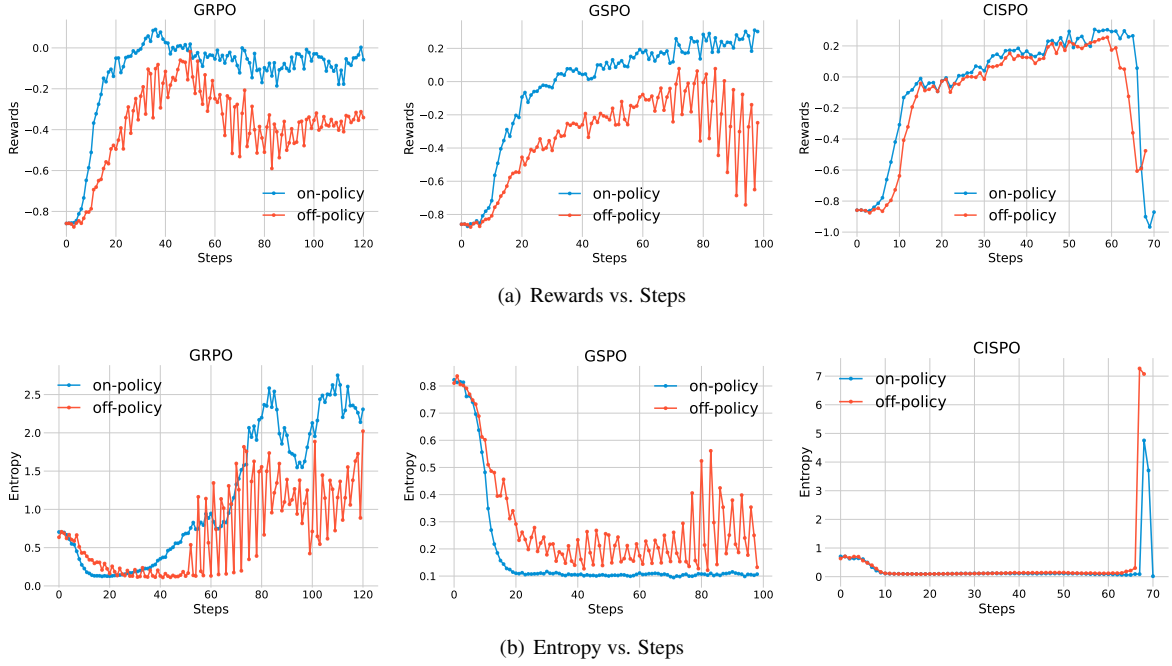 GRPO
0.0
−0.2
−0.4
−0.6
−0.8
Rewards
on-policy
off-policy
0 20 40 60 80 100 120
Steps
GSPO
0.2
0.0
−0.2
−0.4
−0.6
−0.8
Rewards
on-policy
off-policy
0 20 40 60 80 100
Steps
CISPO
0.2
0.0
−0.2
−0.4
−0.6
−0.8
−1.0
Rewards
on-policy
off-policy
0 10 20 30 40 50 60 70
Steps
(a) Rewards vs. Steps
GRPO
on-policy
off-policy
2.5
2.0
1.5
1.0
0.5
0.0
Entropy
0 20 40 60 80 100 120
Steps
GSPO
on-policy
off-policy
0.8
0.7
0.6
0.5
0.4
0.3
0.2
0.1
Entropy
0 20 40 60 80 100
Steps
CISPO
on-policy
off-policy
7
6
5
4
3
2
1
0
Entropy
0 10 20 30 40 50 60 70
Steps
(b) Entropy vs. Steps